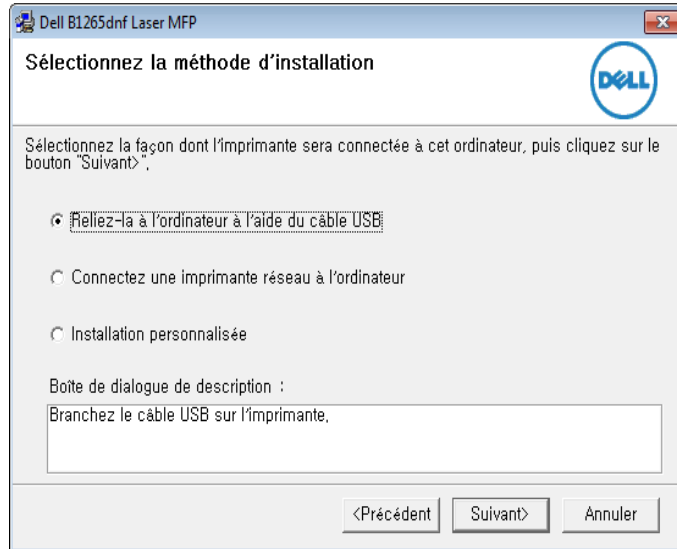 Dell B1265dnf Laser MFP
Sélectionnez la méthode d'installation
DELL
Sélectionnez la façon dont l'imprimante sera connectée à cet ordinateur, puis cliquez sur le
bouton "Suivant>".
Reliez-la à l'ordinateur à l'aide du câble USB
Connectez une imprimante réseau à l'ordinateur
Installation personnalisée
Boîte de dialogue de description :
Branchez le câble USB sur l'imprimante.
<Précédent Suivant> Annuler